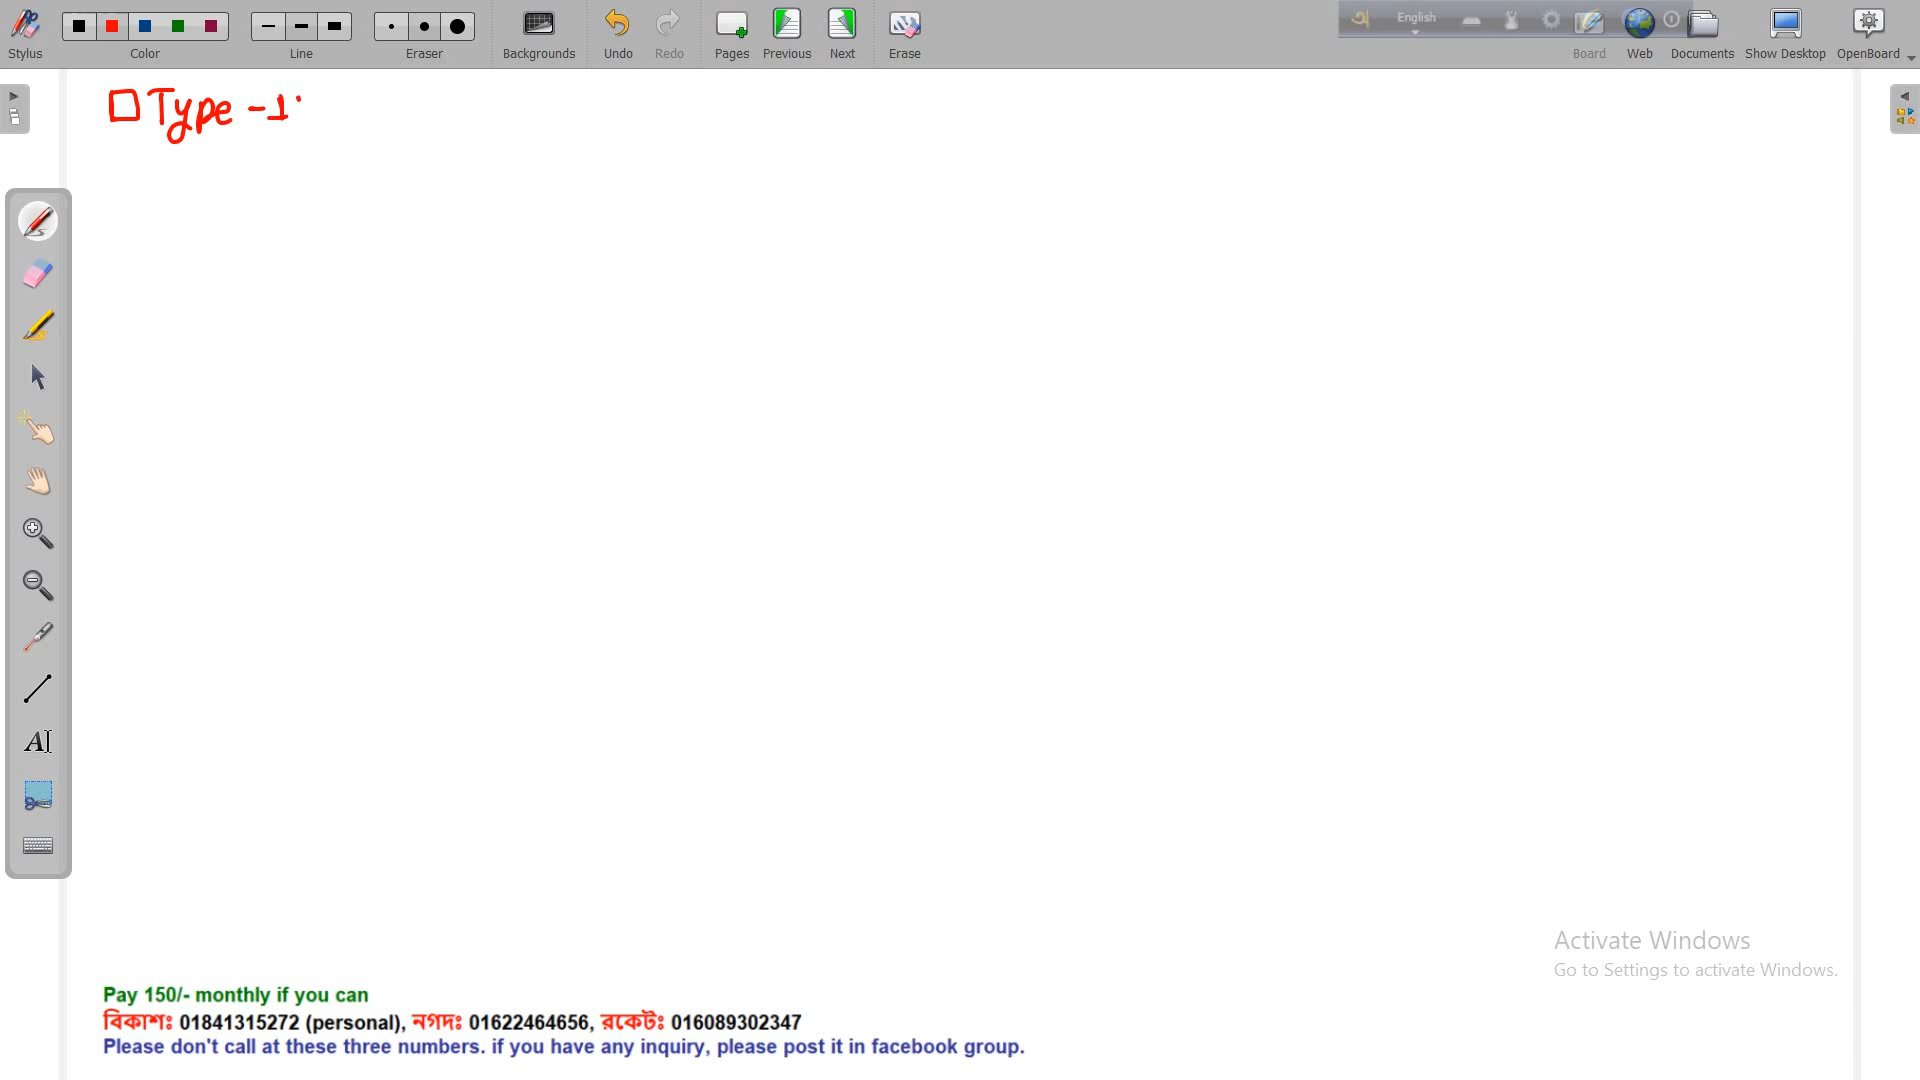 Stylus
Color
Line
Eraser
Backgrounds
Undo
Redo
Pages
Previous
Next
Erase
English
Board
Web
Documents
Show Desktop
OpenBoard
Type -1
Activate Windows
Go to Settings to activate Windows.
Pay 150/- monthly if you can
বিকাশঃ 01841315272 (personal), নগদঃ 01622464656, রকেটঃ 016089302347
Please don't call at these three numbers. if you have any inquiry, please post it in facebook group.